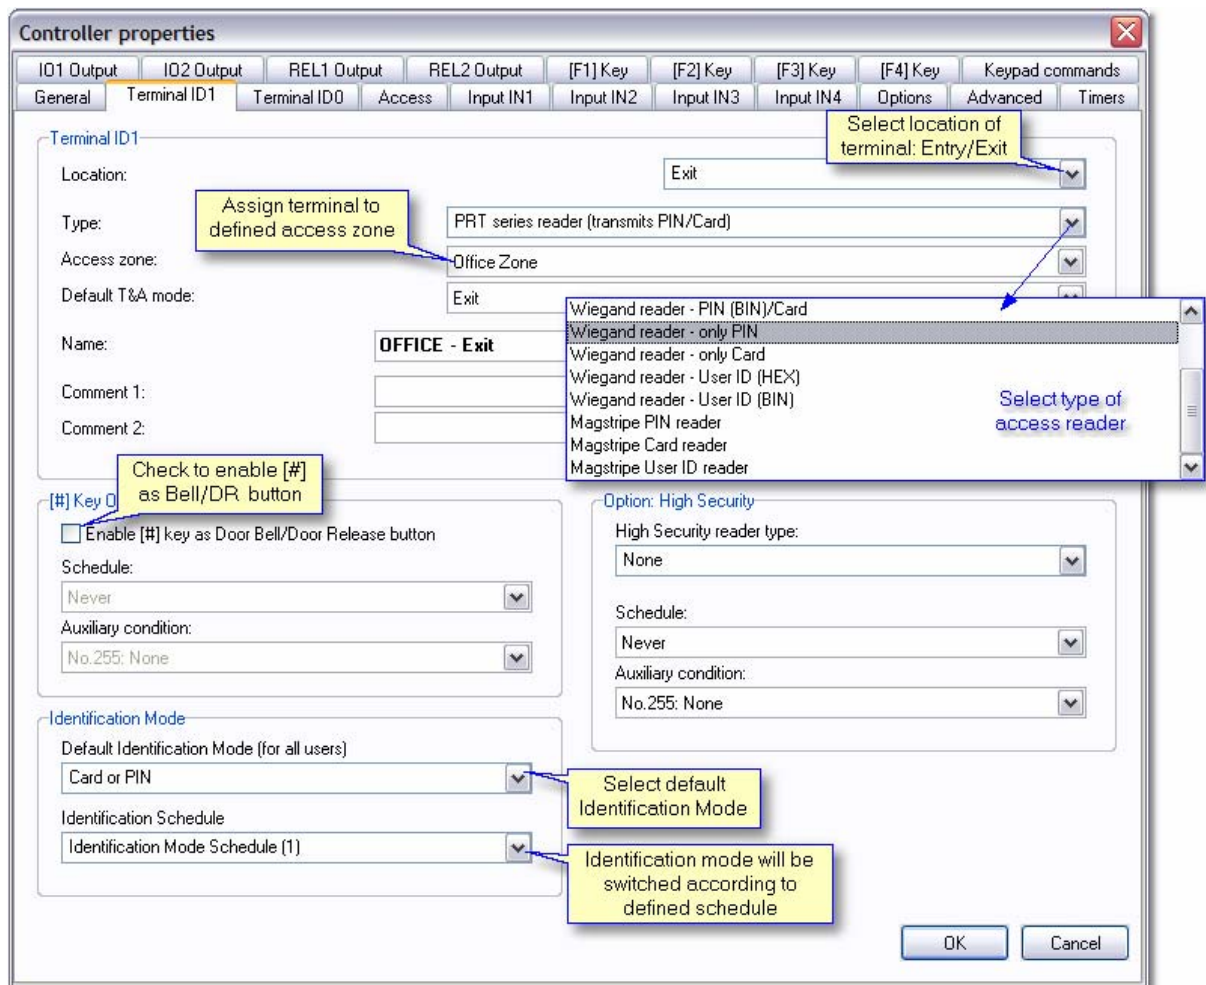 Controller properties
IO1 Output IO2 Output REL1 Output REL2 Output [F1] Key [F2] Key [F3] Key [F4] Key Keypad commands
General Terminal ID1 Terminal ID0 Access Input IN1 Input IN2 Input IN3 Input IN4 Options Advanced Timers
Select location of
terminal: Entry/Exit
Terminal ID1
Location: Exit
Assign terminal to
defined access zone
Type: PRT series reader (transmits PIN/Card)
Access zone: Office Zone
Default T&A mode: Exit
Wiegand reader - PIN (BIN)/Card
Wiegand reader - only PIN
Wiegand reader - only Card
Wiegand reader - User ID (HEX)
Wiegand reader - User ID (BIN)
Magstripe PIN reader
Magstripe Card reader
Magstripe User ID reader
Select type of
access reader
Name: OFFICE - Exit
Comment 1:
Comment 2:
Check to enable [#]
as Bell/DR button
[#] Key O
Enable [#] key as Door Bell/Door Release button
Schedule:
Never
Auxiliary condition:
No.255: None
Option: High Security
High Security reader type:
None
Schedule:
Never
Auxiliary condition:
No.255: None
Identification Mode
Default Identification Mode (for all users)
Card or PIN
Select default
Identification Mode
Identification Schedule
Identification Mode Schedule (1)
Identification mode will be
switched according to
defined schedule
OK Cancel